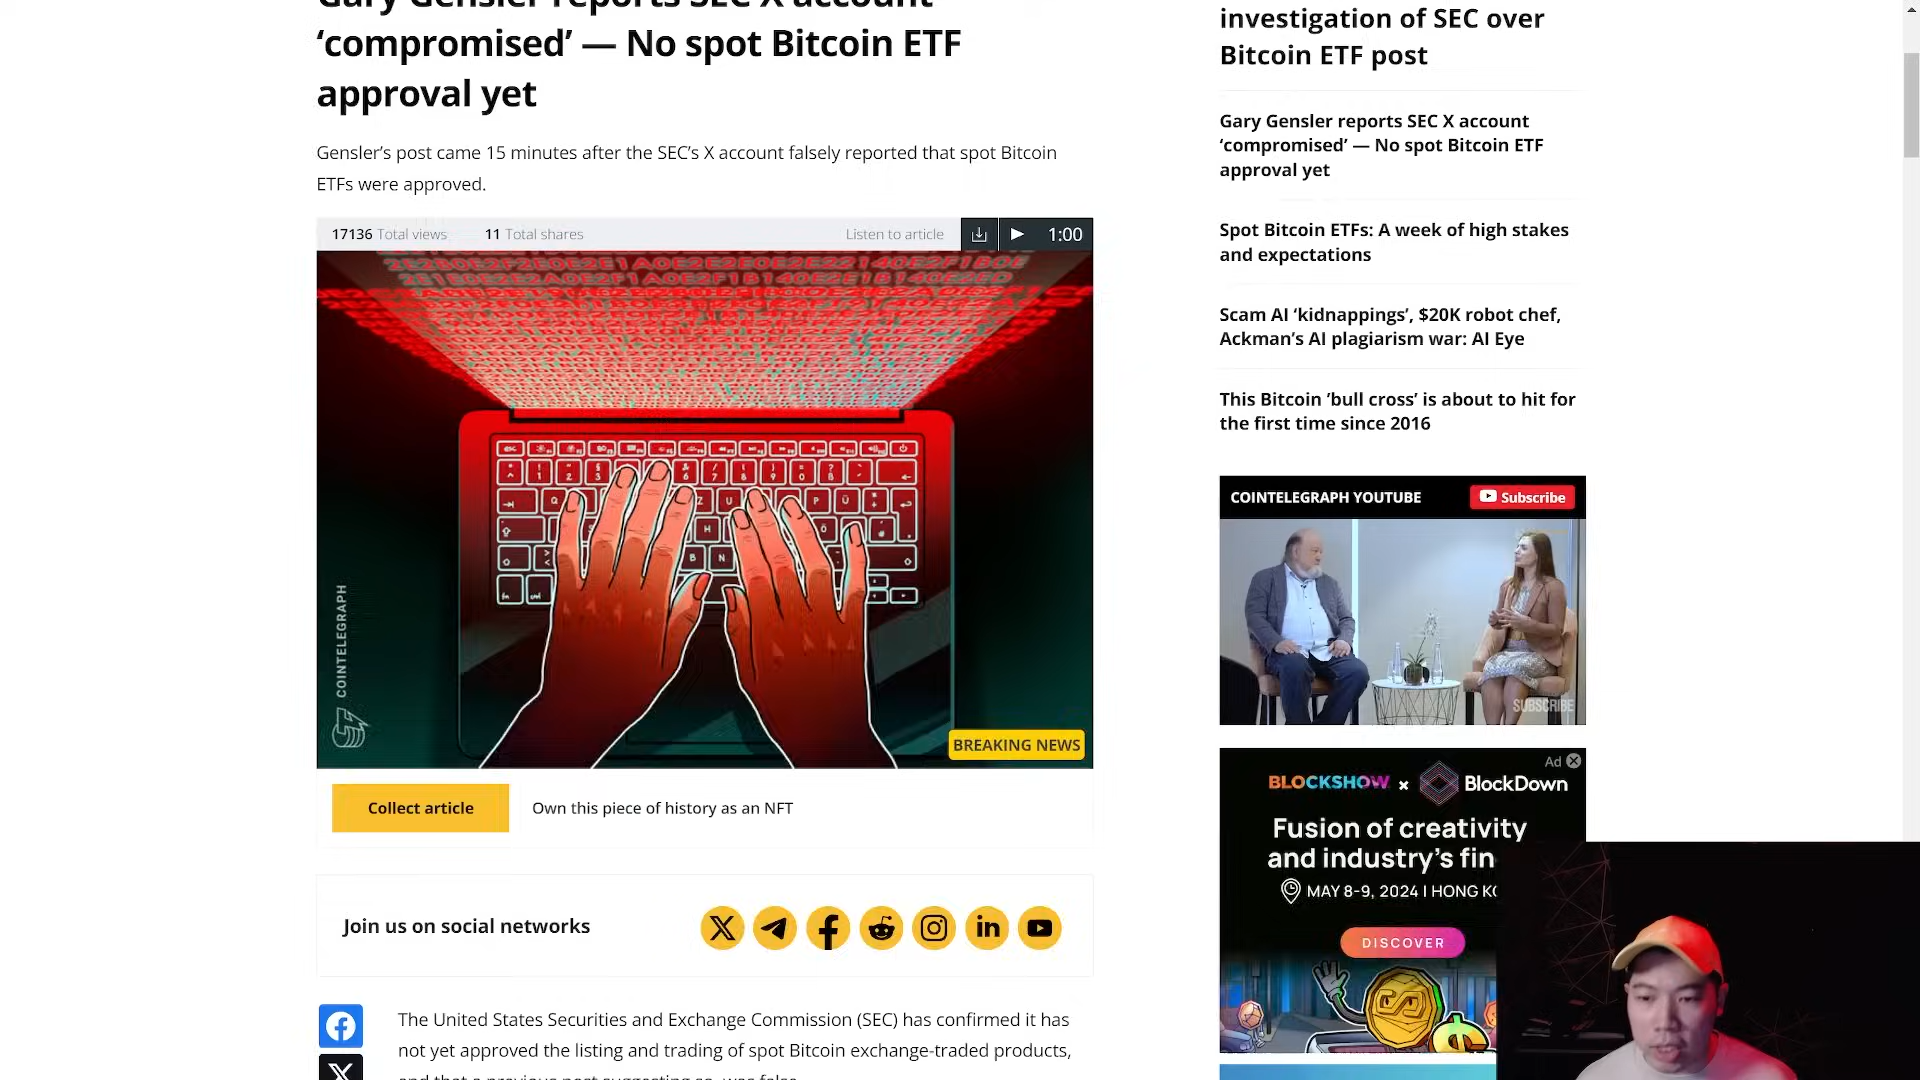 Gary Gensler reports SEC X account
‘compromised’ — No spot Bitcoin ETF
approval yet
Gensler’s post came 15 minutes after the SEC’s X account falsely reported that spot Bitcoin
ETFs were approved.
17136 Total views 11 Total shares Listen to article 1:00
COINTELEGRAPH
BREAKING NEWS
Collect article Own this piece of history as an NFT
Join us on social networks
The United States Securities and Exchange Commission (SEC) has confirmed it has
not yet approved the listing and trading of spot Bitcoin exchange-traded products,
and that a previous post suggesting so, was false.
investigation of SEC over
Bitcoin ETF post
Gary Gensler reports SEC X account
‘compromised’ — No spot Bitcoin ETF
approval yet
Spot Bitcoin ETFs: A week of high stakes
and expectations
Scam AI ‘kidnappings’, $20K robot chef,
Ackman’s AI plagiarism war: AI Eye
This Bitcoin ‘bull cross’ is about to hit for
the first time since 2016
COINTELEGRAPH YOUTUBE Subscribe
SUBSCRIBE
Ad
BLOCKSHOW × BlockDown
Fusion of creativity
and industry’s fin
MAY 8-9, 2024 | HONG KO
DISCOVER